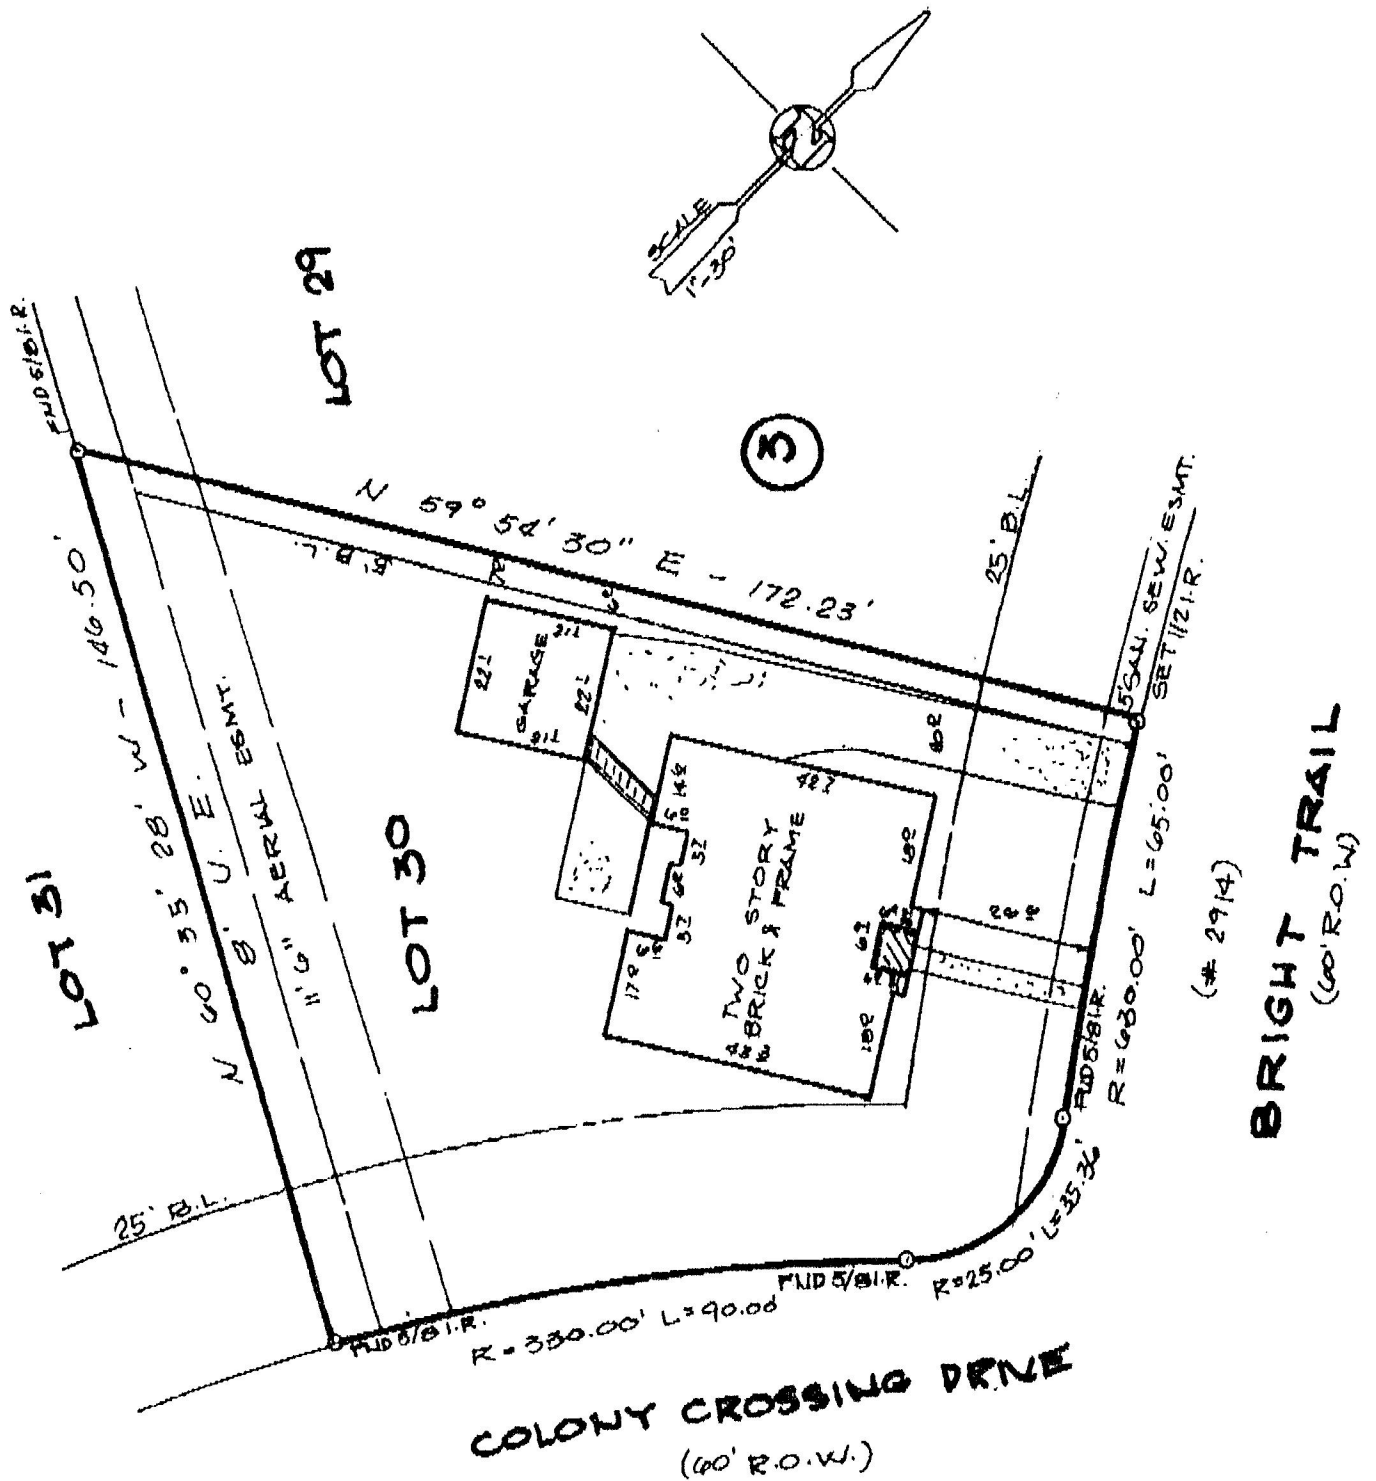 SCALE
1"-30'
LOT 29
FND 5/8 I.R.
3
N 59° 54' 30" E - 172.23'
5' B.L.
25' B.L.
5' SAN. SEW. ESMT.
SET 1/2 I.R.
LOT 31
N 60° 35' 28" W - 146.50'
8' U. E.
11' 6" AERIAL ESMT.
LOT 30
GARAGE
TWO STORY
BRICK & FRAME
25' B.L.
FND 5/8 I.R.
R = 630.00' L = 65.00'
(# 2914)
BRIGHT TRAIL
(60' R.O.W)
R=25.00' L=35.36'
FND 5/8 I.R.
FND 5/8 I.R.
R = 330.00' L = 90.00
COLONY CROSSING DRIVE
(60' R.O.W.)